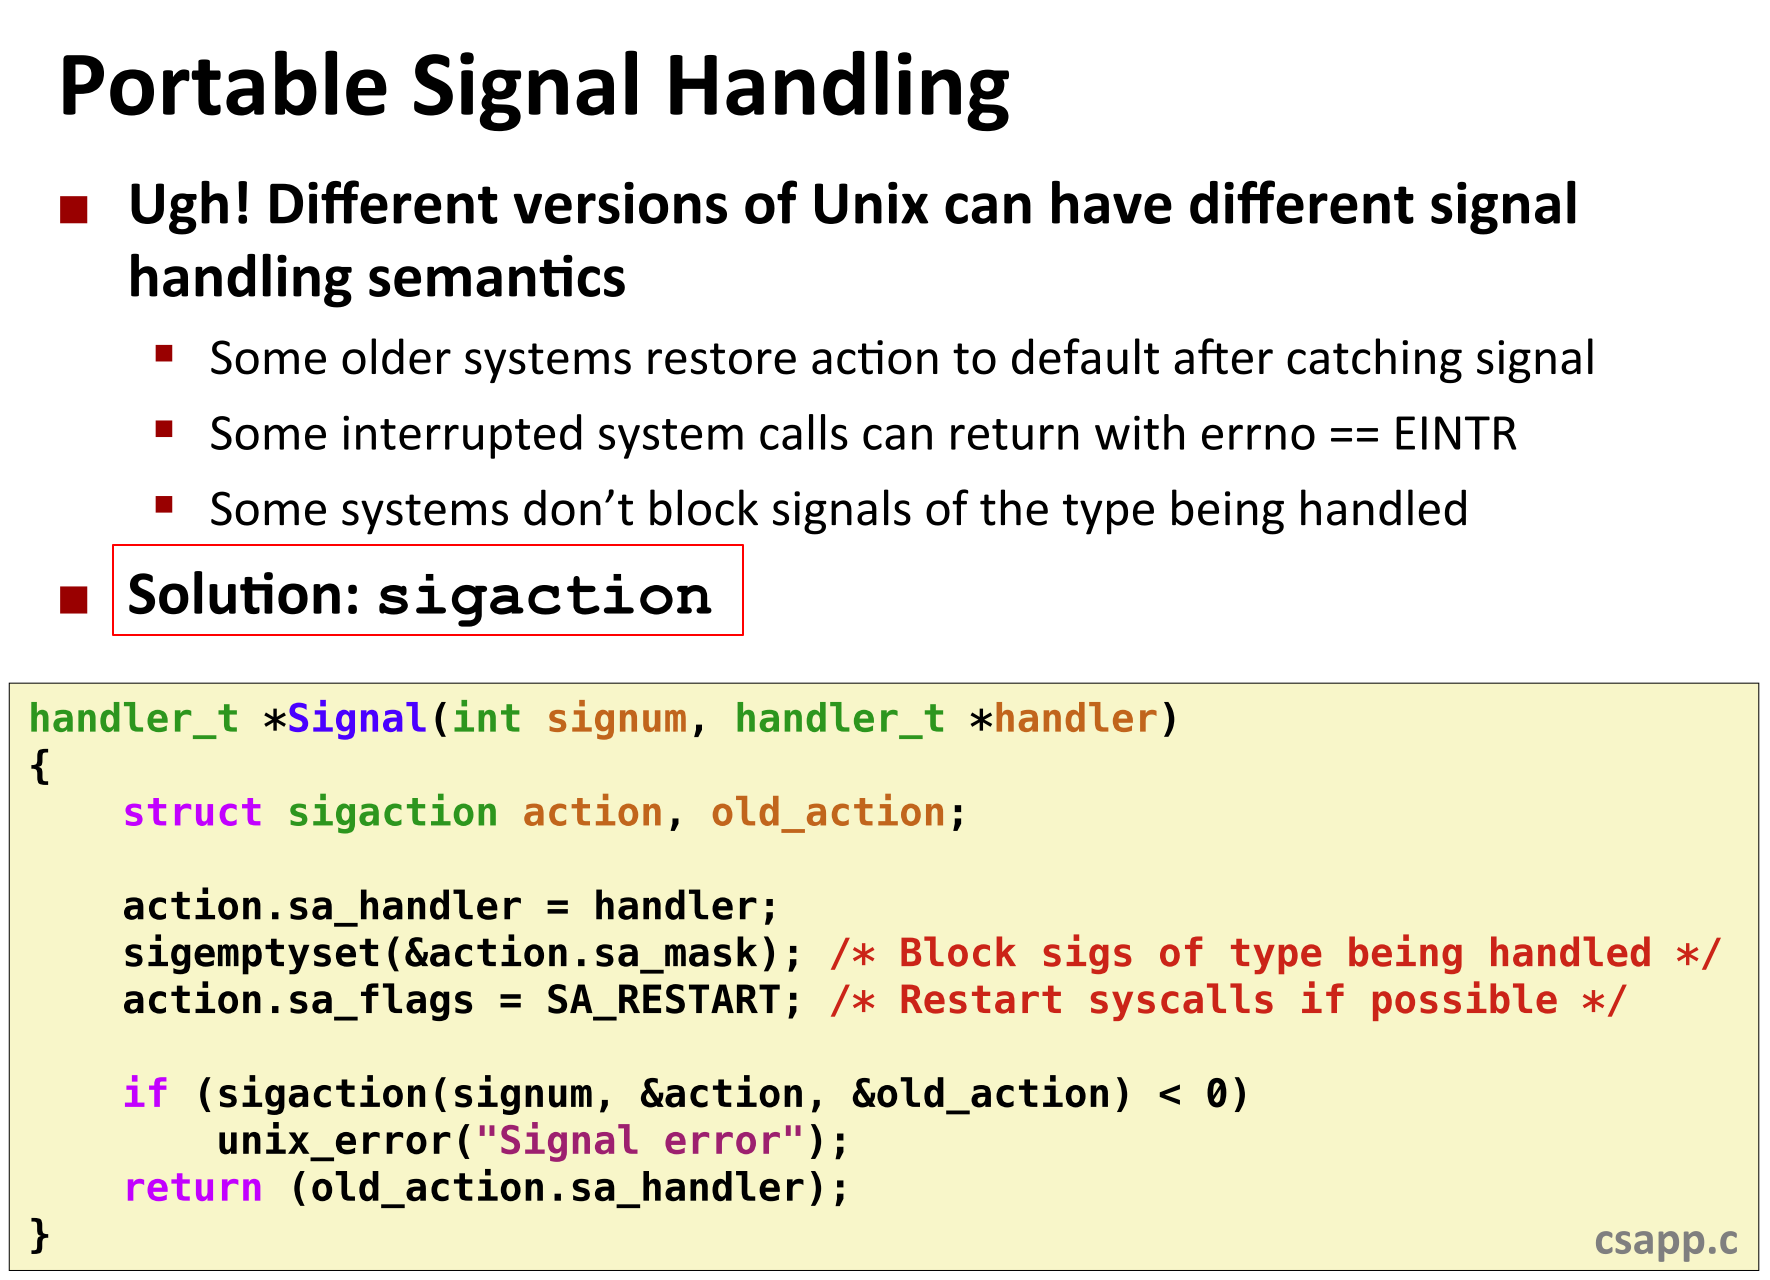 Portable Signal Handling
Ugh! Different versions of Unix can have different signal
handling semantics
Some older systems restore action to default after catching signal
Some interrupted system calls can return with errno == EINTR
Some systems don’t block signals of the type being handled
Solution: sigaction
handler_t *Signal(int signum, handler_t *handler)
{
    struct sigaction action, old_action;
    action.sa_handler = handler;
    sigemptyset(&action.sa_mask); /* Block sigs of type being handled */
    action.sa_flags = SA_RESTART; /* Restart syscalls if possible */
    if (sigaction(signum, &action, &old_action) < 0)
        unix_error("Signal error");
    return (old_action.sa_handler);
}
csapp.c